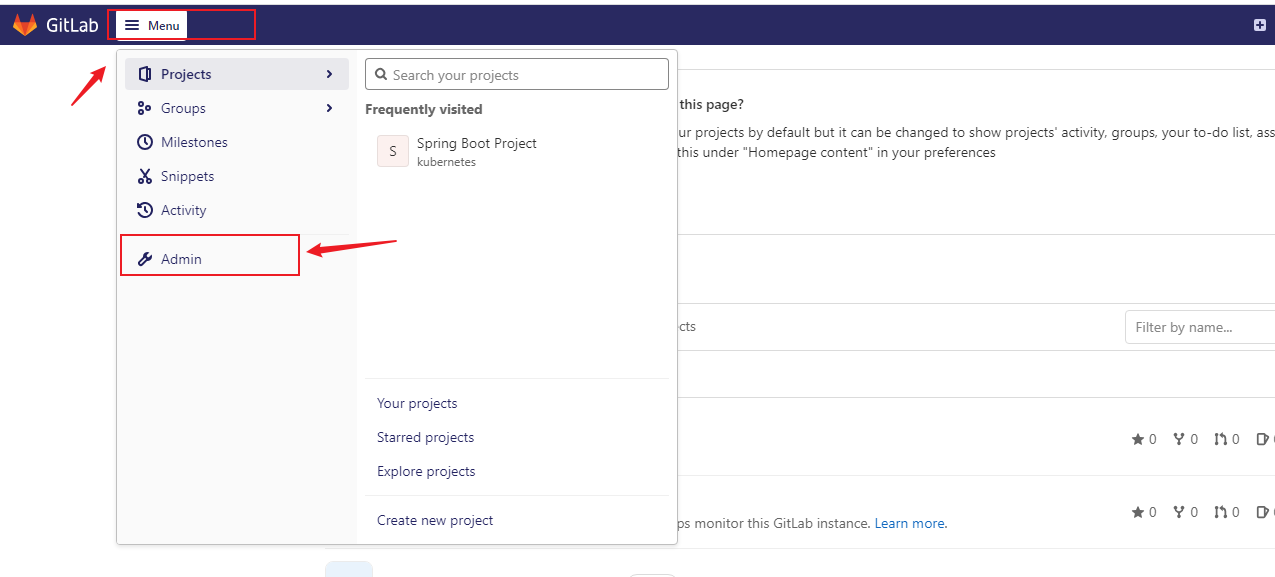 GitLab
Menu
Projects
Groups
Milestones
Snippets
Activity
Admin
Search your projects
Frequently visited
S
Spring Boot Project
kubernetes
Your projects
Starred projects
Explore projects
Create new project
this page?
ur projects by default but it can be changed to show projects' activity, groups, your to-do list, ass
this under "Homepage content" in your preferences
cts
Filter by name...
0 0 0
ps monitor this GitLab instance. Learn more.
0 0 0